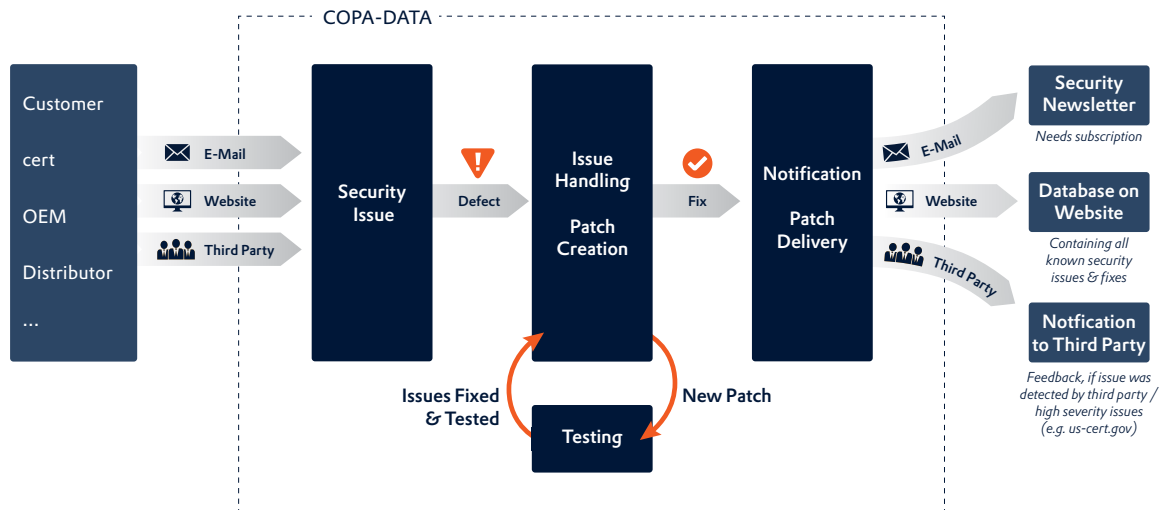 COPA-DATA
Customer
cert
OEM
Distributor
...
E-Mail
Website
Third Party
Security
Issue
Defect
Issue
Handling
Patch
Creation
Fix
Notification
Patch
Delivery
E-Mail
Website
Third Party
Security
Newsletter
Needs subscription
Database on
Website
Containing all
known security
issues & fixes
Notfication
to Third Party
Feedback, if issue was
detected by third party /
high severity issues
(e.g. us-cert.gov)
Issues Fixed
& Tested
New Patch
Testing